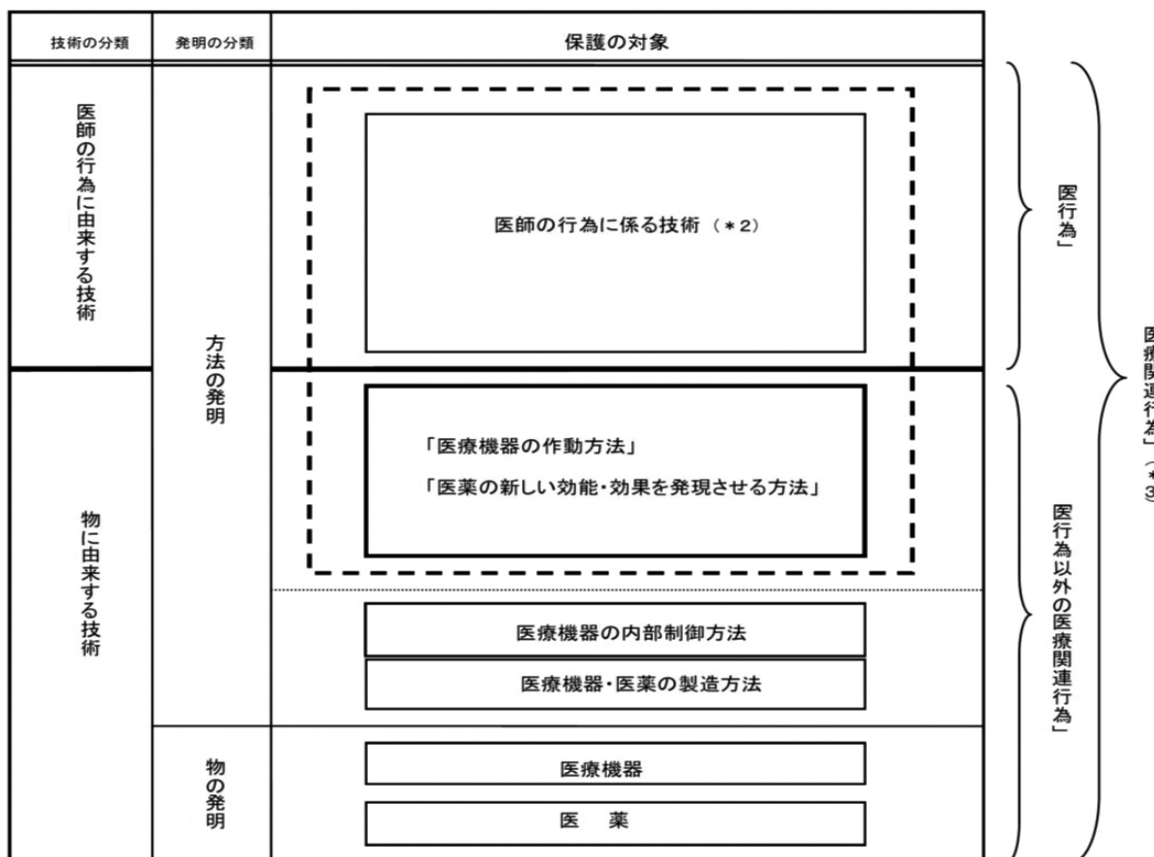 技術の分類
発明の分類
保護の対象
医師の行為に由来する技術
方法の発明
医師の行為に係る技術 (*2)
医行為」
医療関連行為」(*3)
「医療機器の作動方法」
「医薬の新しい効能・効果を発現させる方法」
物に由来する技術
医療機器の内部制御方法
医療機器・医薬の製造方法
医行為以外の医療関連行為」
物の発明
医療機器
医 薬